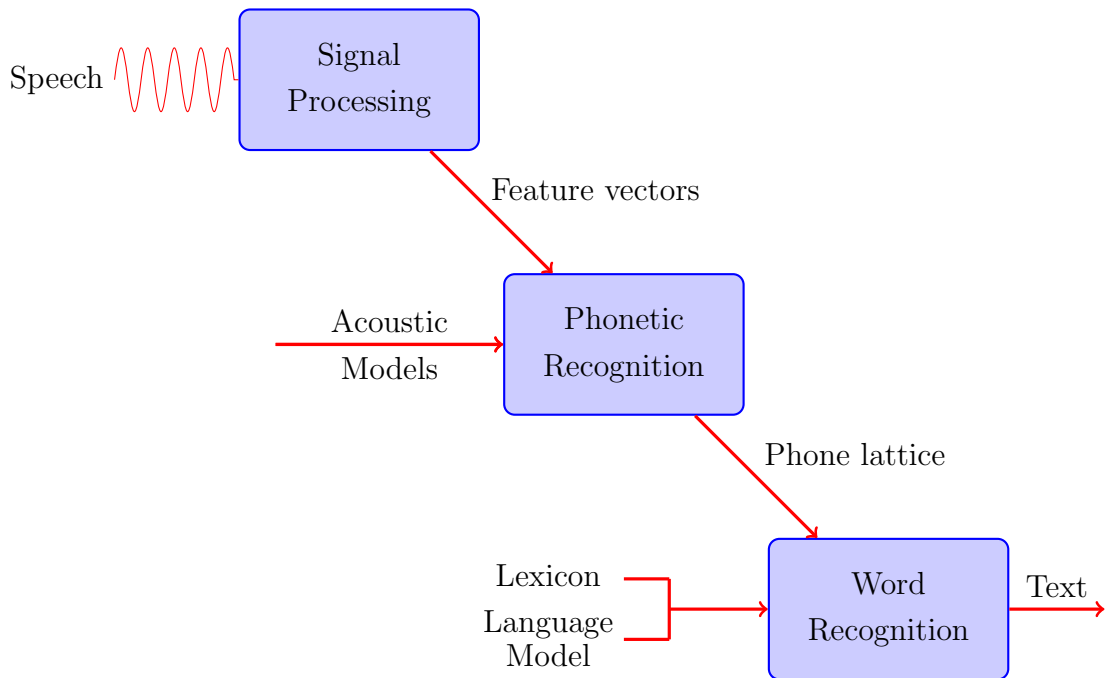 Speech
Signal
Processing
Feature vectors
Acoustic
Models
Phonetic
Recognition
Phone lattice
Lexicon
Language
Model
Word
Recognition
Text